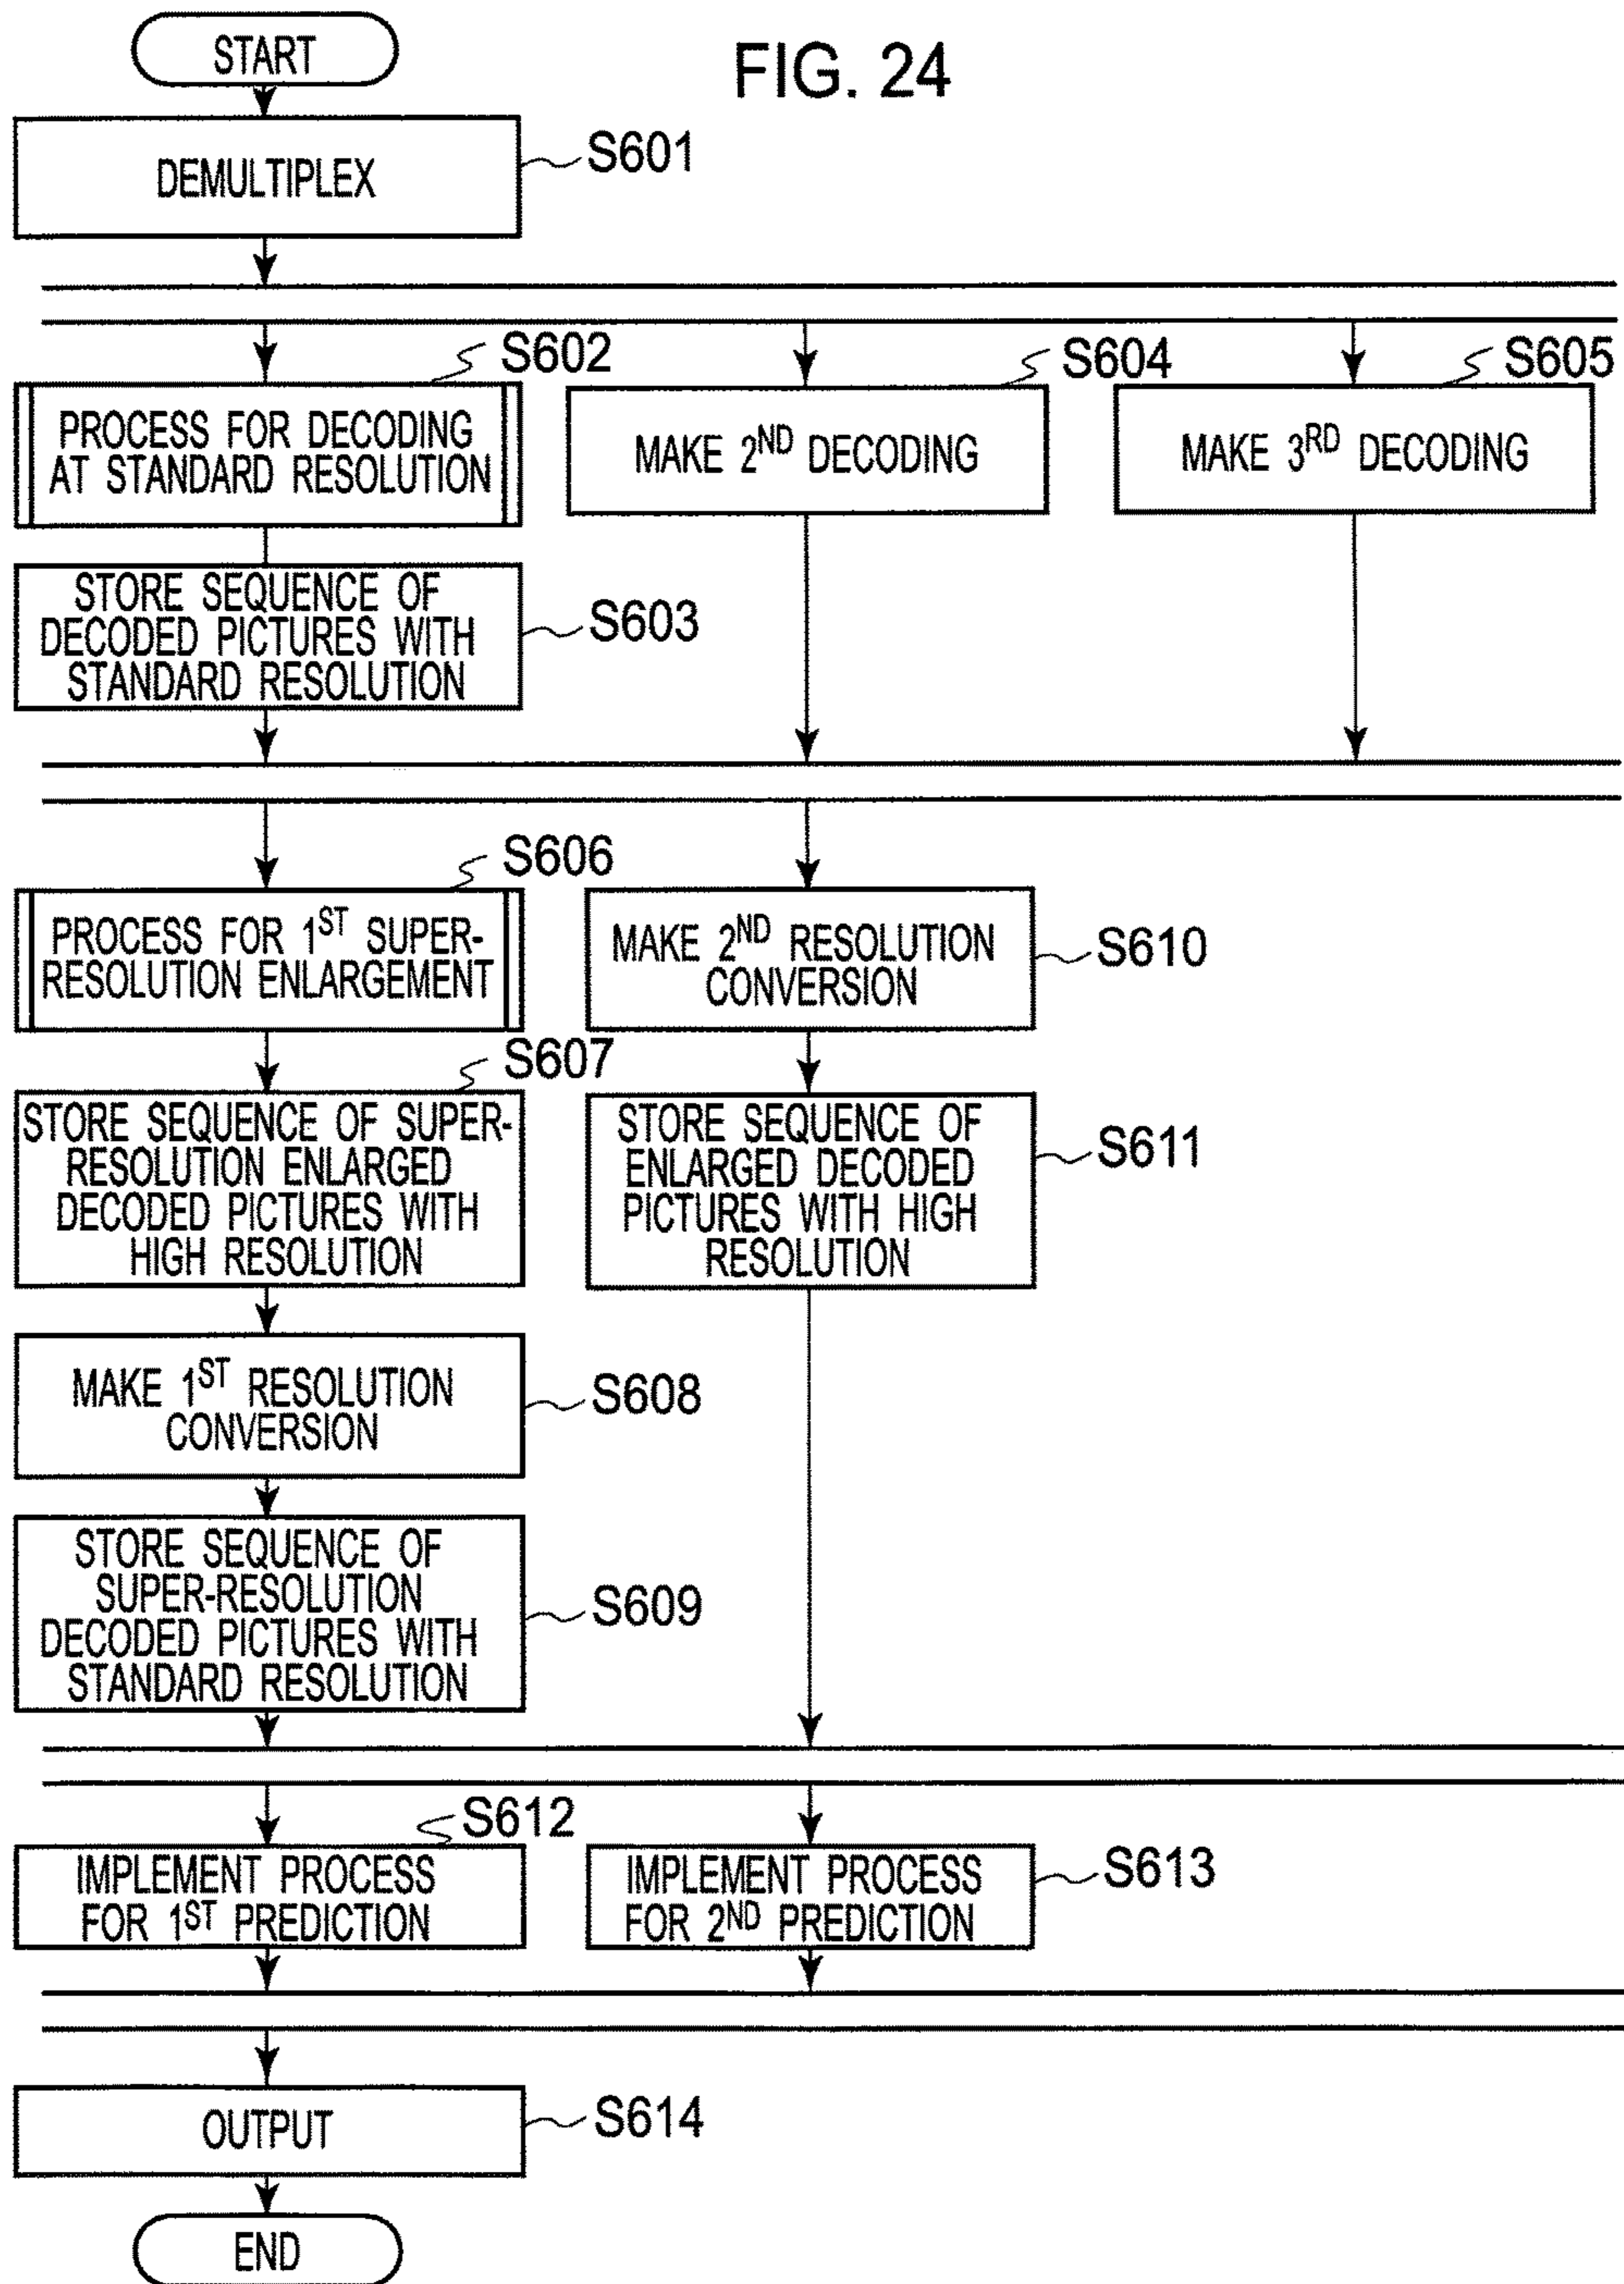 FIG. 24
START
DEMULTIPLEX
S601
S602
PROCESS FOR DECODING
AT STANDARD RESOLUTION
S604
MAKE 2ND DECODING
S605
MAKE 3RD DECODING
STORE SEQUENCE OF
DECODED PICTURES WITH
STANDARD RESOLUTION
S603
S606
PROCESS FOR 1ST SUPER-
RESOLUTION ENLARGEMENT
MAKE 2ND RESOLUTION
CONVERSION
S610
S607
STORE SEQUENCE OF SUPER-
RESOLUTION ENLARGED
DECODED PICTURES WITH
HIGH RESOLUTION
STORE SEQUENCE OF
ENLARGED DECODED
PICTURES WITH HIGH
RESOLUTION
S611
MAKE 1ST RESOLUTION
CONVERSION
S608
STORE SEQUENCE OF
SUPER-RESOLUTION
DECODED PICTURES WITH
STANDARD RESOLUTION
S609
S612
IMPLEMENT PROCESS
FOR 1ST PREDICTION
IMPLEMENT PROCESS
FOR 2ND PREDICTION
S613
OUTPUT
S614
END